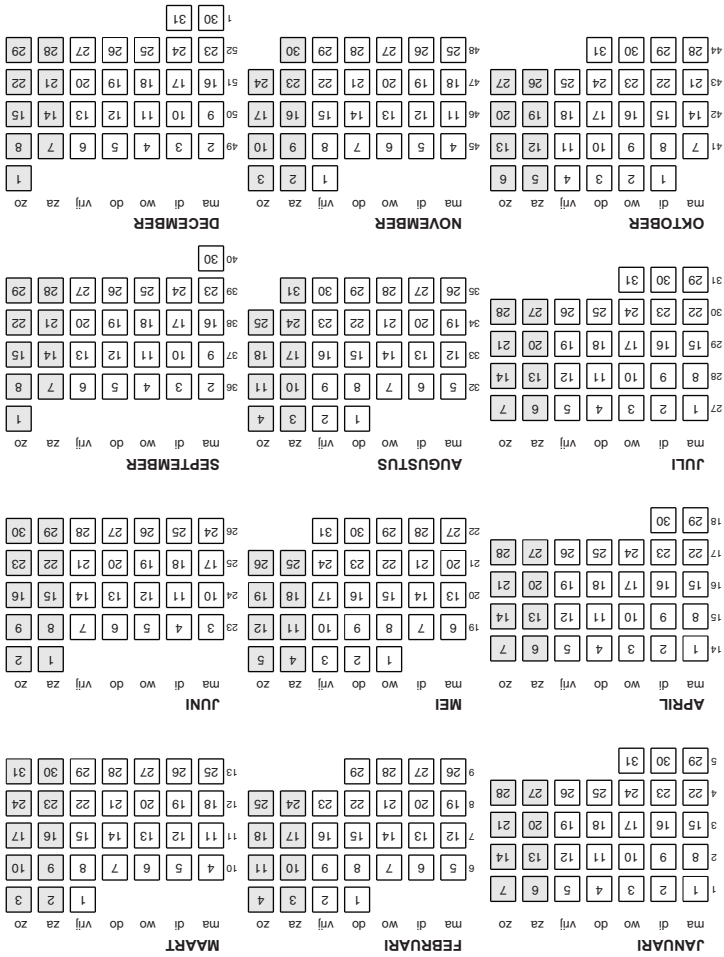 JANUARI
ma di wo do vrij za zo
1 1 2 3 4 5 6 7
2 8 9 10 11 12 13 14
3 15 16 17 18 19 20 21
4 22 23 24 25 26 27 28
5 29 30 31
FEBRUARI
ma di wo do vrij za zo
1 2 3 4
6 5 6 7 8 9 10 11
7 12 13 14 15 16 17 18
8 19 20 21 22 23 24 25
9 26 27 28 29
MAART
ma di wo do vrij za zo
1 2 3
10 4 5 6 7 8 9 10
11 11 12 13 14 15 16 17
12 18 19 20 21 22 23 24
13 25 26 27 28 29 30 31
APRIL
ma di wo do vrij za zo
14 1 2 3 4 5 6 7
15 8 9 10 11 12 13 14
16 15 16 17 18 19 20 21
17 22 23 24 25 26 27 28
18 29 30
MEI
ma di wo do vrij za zo
1 2 3 4 5
19 6 7 8 9 10 11 12
20 13 14 15 16 17 18 19
21 20 21 22 23 24 25 26
22 27 28 29 30 31
JUNI
ma di wo do vrij za zo
1 2
23 3 4 5 6 7 8 9
24 10 11 12 13 14 15 16
25 17 18 19 20 21 22 23
26 24 25 26 27 28 29 30
JULI
ma di wo do vrij za zo
27 1 2 3 4 5 6 7
28 8 9 10 11 12 13 14
29 15 16 17 18 19 20 21
30 22 23 24 25 26 27 28
31 29 30 31
AUGUSTUS
ma di wo do vrij za zo
1 2 3 4
32 5 6 7 8 9 10 11
33 12 13 14 15 16 17 18
34 19 20 21 22 23 24 25
35 26 27 28 29 30 31
SEPTEMBER
ma di wo do vrij za zo
1
36 2 3 4 5 6 7 8
37 9 10 11 12 13 14 15
38 16 17 18 19 20 21 22
39 23 24 25 26 27 28 29
40 30
OKTOBER
ma di wo do vrij za zo
1 2 3 4 5 6
41 7 8 9 10 11 12 13
42 14 15 16 17 18 19 20
43 21 22 23 24 25 26 27
44 28 29 30 31
NOVEMBER
ma di wo do vrij za zo
1 2 3
45 4 5 6 7 8 9 10
46 11 12 13 14 15 16 17
47 18 19 20 21 22 23 24
48 25 26 27 28 29 30
DECEMBER
ma di wo do vrij za zo
1
49 2 3 4 5 6 7 8
50 9 10 11 12 13 14 15
51 16 17 18 19 20 21 22
52 23 24 25 26 27 28 29
1 30 31